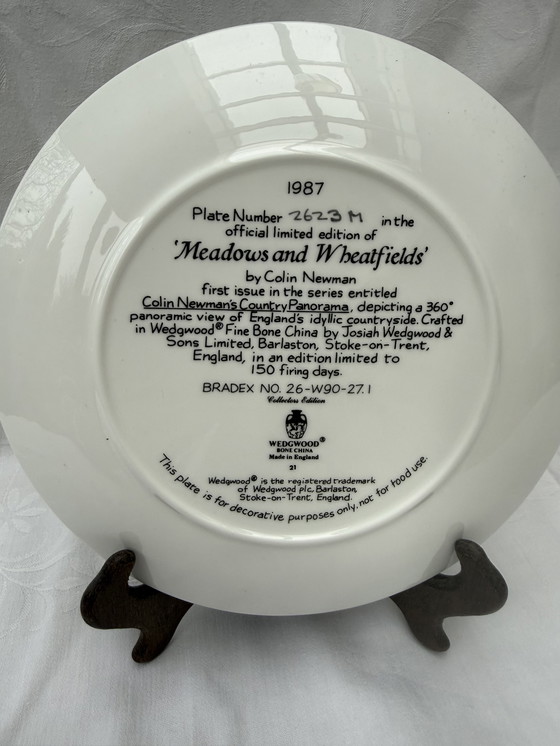 1987
Plate Number 2623 M in the
official limited edition of
'Meadows and Wheatfields'
by Colin Newman
first issue in the series entitled
Colin Newman's Country Panorama, depicting a 360°
panoramic view of England's idyllic countryside. Crafted
in Wedgwood® Fine Bone China by Josiah Wedgwood &
Sons Limited, Barlaston, Stoke-on-Trent,
England, in an edition limited to
150 firing days.
BRADEX NO. 26-W90-27.1
Collectors Edition
WEDGWOOD®
BONE CHINA
Made in England
21
Wedgwood® is the registered trademark
of Wedgwood plc, Barlaston,
Stoke-on-Trent, England.
This plate is for decorative purposes only, not for food use.